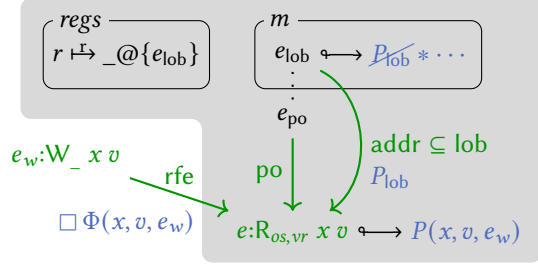 regs
r ↦ʳ _@{e_lob}
m
e_lob ↦ P_lob * ⋯
e_po
e_w:W_ x v
rfe
po
addr ⊆ lob
P_lob
□ Φ(x, v, e_w)
e:R_os,vr x v ↦ P(x, v, e_w)